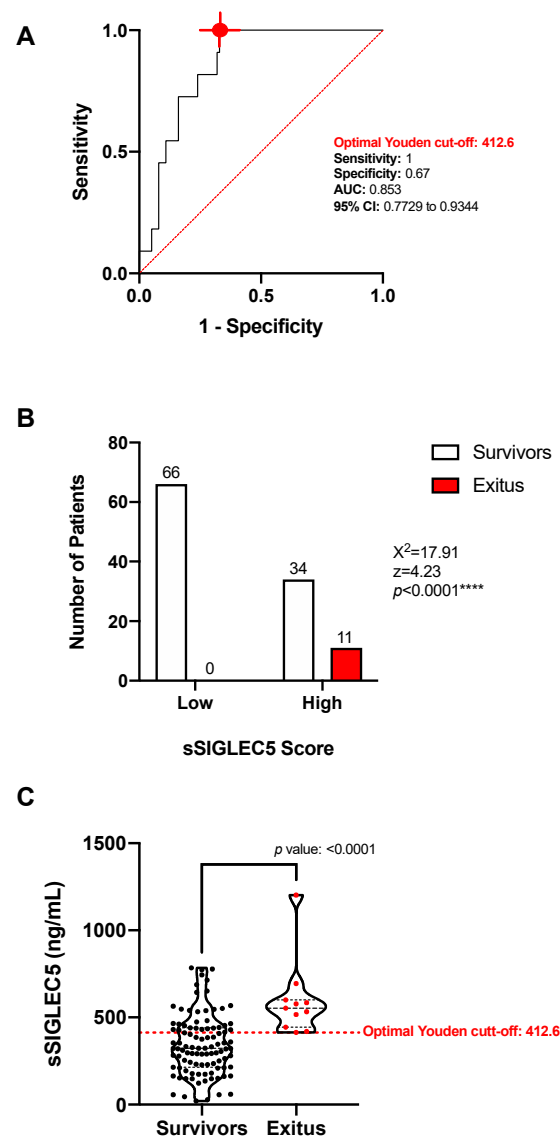 A
1.0
0.5
0.0
Sensitivity
Optimal Youden cut-off: 412.6
Sensitivity: 1
Specificity: 0.67
AUC: 0.853
95% CI: 0.7729 to 0.9344
0.0 0.5 1.0
1 - Specificity
B
80
60
40
20
0
Number of Patients
66
0
34
11
Survivors
Exitus
X²=17.91
z=4.23
p<0.0001****
Low High
sSIGLEC5 Score
C
1500
1000
500
0
sSIGLEC5 (ng/mL)
p value: <0.0001
Optimal Youden cutt-off: 412.6
Survivors Exitus